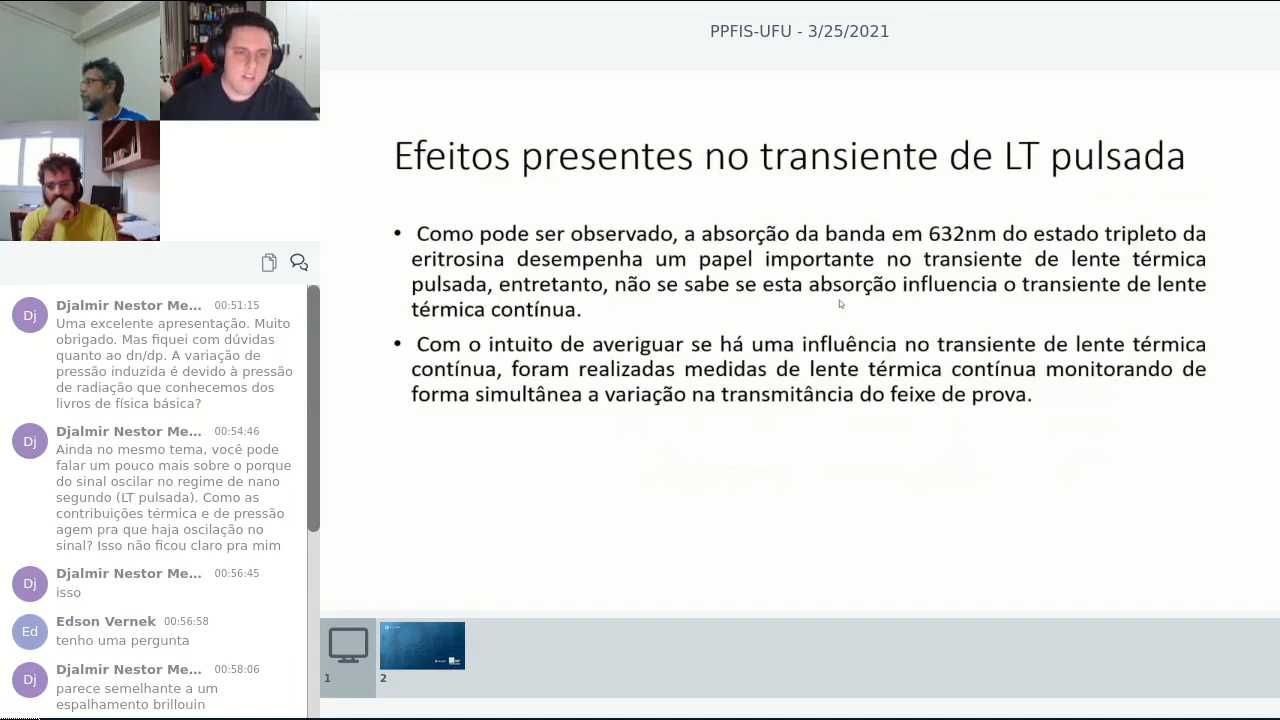 PPFIS-UFU - 3/25/2021
Efeitos presentes no transiente de LT pulsada
• Como pode ser observado, a absorção da banda em 632nm do estado tripleto da
eritrosina desempenha um papel importante no transiente de lente térmica
pulsada, entretanto, não se sabe se esta absorção influencia o transiente de lente
térmica contínua.
• Com o intuito de averiguar se há uma influência no transiente de lente térmica
contínua, foram realizadas medidas de lente térmica contínua monitorando de
forma simultânea a variação na transmitância do feixe de prova.
Dj
Djalmir Nestor Me... 00:51:15
Uma excelente apresentação. Muito
obrigado. Mas fiquei com dúvidas
quanto ao dn/dp. A variação de
pressão induzida é devido à pressão
de radiação que conhecemos dos
livros de física básica?
Dj
Djalmir Nestor Me... 00:54:46
Ainda no mesmo tema, você pode
falar um pouco mais sobre o porque
do sinal oscilar no regime de nano
segundo (LT pulsada). Como as
contribuições térmica e de pressão
agem pra que haja oscilação no
sinal? Isso não ficou claro pra mim
Dj
Djalmir Nestor Me... 00:56:45
isso
Ed
Edson Vernek 00:56:58
tenho uma pergunta
Dj
Djalmir Nestor Me... 00:58:06
parece semelhante a um
espalhamento brillouin
1
2